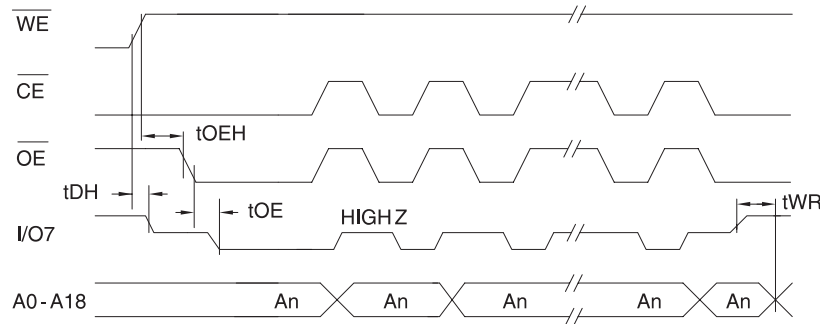 WE
CE
tOEH
OE
tDH
tOE
HIGH Z
tWR
I/O7
A0 - A18
An An An An An